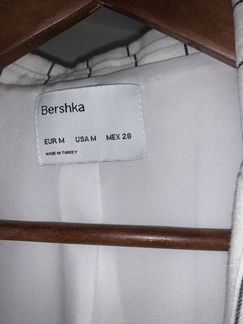 Bershka
EUR M USA M MEX 28
MADE IN TURKEY